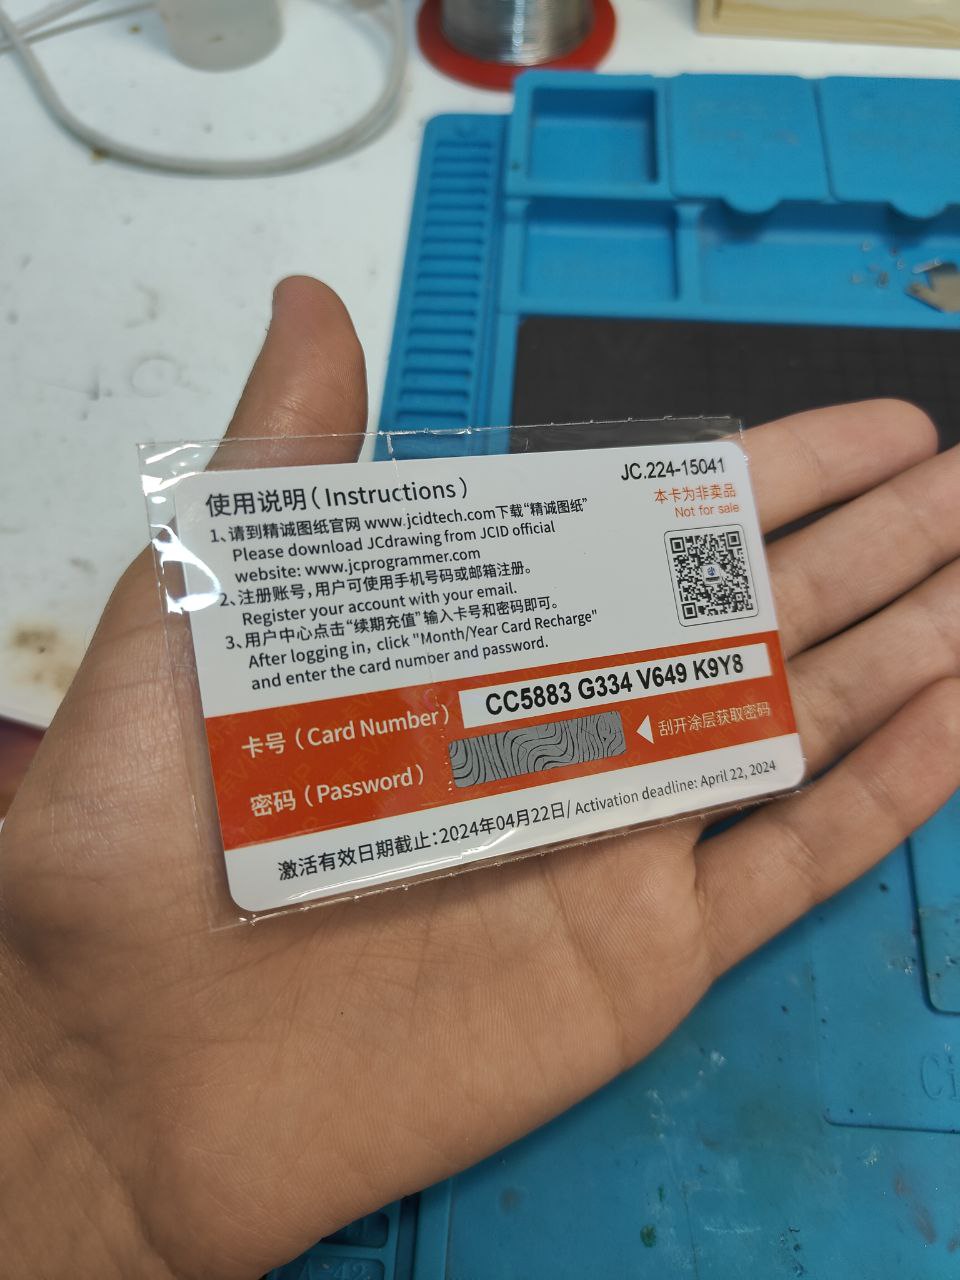 使用说明(Instructions)
JC.224-15041
本卡为非卖品
Not for sale
1、请到精诚图纸官网 www.jcidtech.com下载“精诚图纸”
Please download JCdrawing from JCID official
website: www.jcprogrammer.com
2、注册账号，用户可使用手机号码或邮箱注册。
Register your account with your email.
3、用户中心点击“续期充值”输入卡号和密码即可。
After logging in, click "Month/Year Card Recharge"
and enter the card number and password.
卡号(Card Number) CC5883 G334 V649 K9Y8
密码(Password) 刮开涂层获取密码
激活有效日期截止:2024年04月22日/ Activation deadline: April 22, 2024